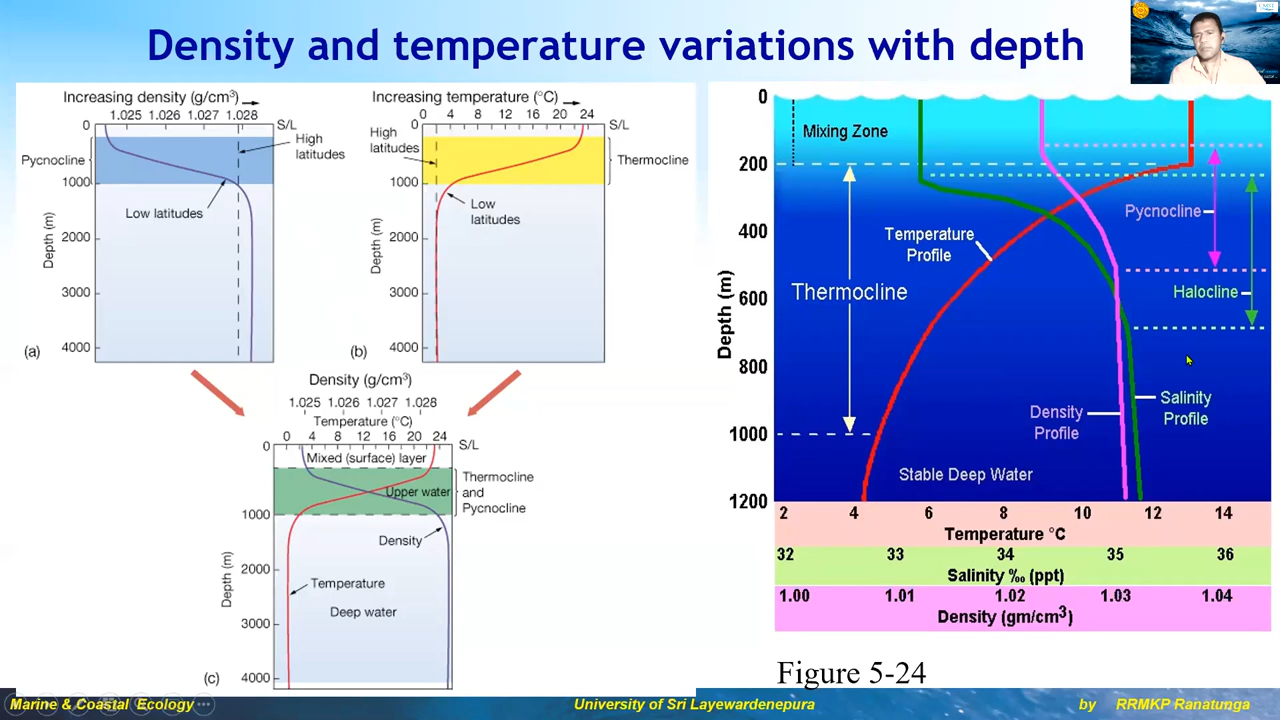 Density and temperature variations with depth
Increasing density (g/cm³)
1.025 1.026 1.027 1.028
0
S/L
Pycnocline
High
latitudes
1000
Low latitudes
2000
3000
4000
Depth (m)
(a)
Increasing temperature (°C)
0 4 8 12 16 20 24
0
S/L
High
latitudes
Thermocline
1000
Low
latitudes
2000
3000
4000
Depth (m)
(b)
Density (g/cm³)
1.025 1.026 1.027 1.028
Temperature (°C)
0 4 8 12 16 20 24
0
S/L
Mixed (surface) layer
Upper water
Thermocline
and
Pycnocline
1000
Density
2000
Temperature
Deep water
3000
4000
Depth (m)
(c)
0
Mixing Zone
200
Pycnocline
400
Temperature
Profile
Thermocline
Halocline
600
800
Salinity
Profile
Density
Profile
1000
Stable Deep Water
1200
Depth (m)
2 4 6 8 10 12 14
Temperature °C
32 33 34 35 36
Salinity ‰ (ppt)
1.00 1.01 1.02 1.03 1.04
Density (gm/cm³)
Figure 5-24
Marine & Coastal Ecology
University of Sri Layewardenepura
by RRMKP Ranatunga